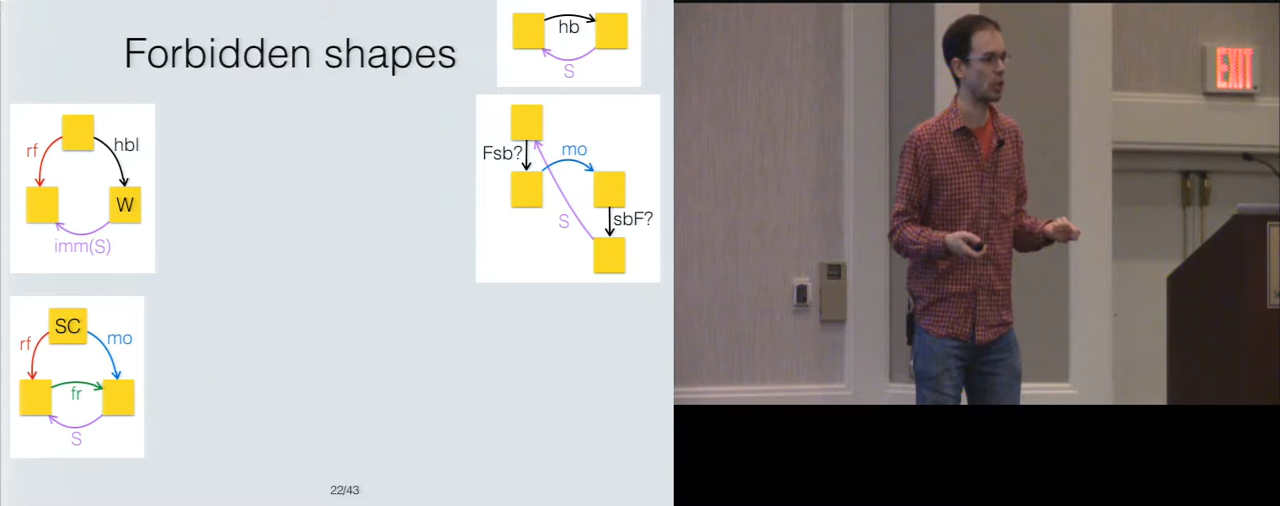 Forbidden shapes
hb
S
rf
hbl
W
imm(S)
Fsb?
mo
S
sbF?
SC
rf
mo
fr
S
22/43
EXIT